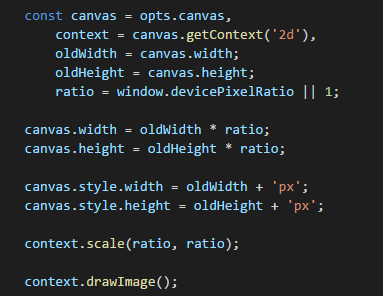 const canvas = opts.canvas,
context = canvas.getContext('2d'),
oldWidth = canvas.width;
oldHeight = canvas.height;
ratio = window.devicePixelRatio || 1;
canvas.width = oldWidth * ratio;
canvas.height = oldHeight * ratio;
canvas.style.width = oldWidth + 'px';
canvas.style.height = oldHeight + 'px';
context.scale(ratio, ratio);
context.drawImage();